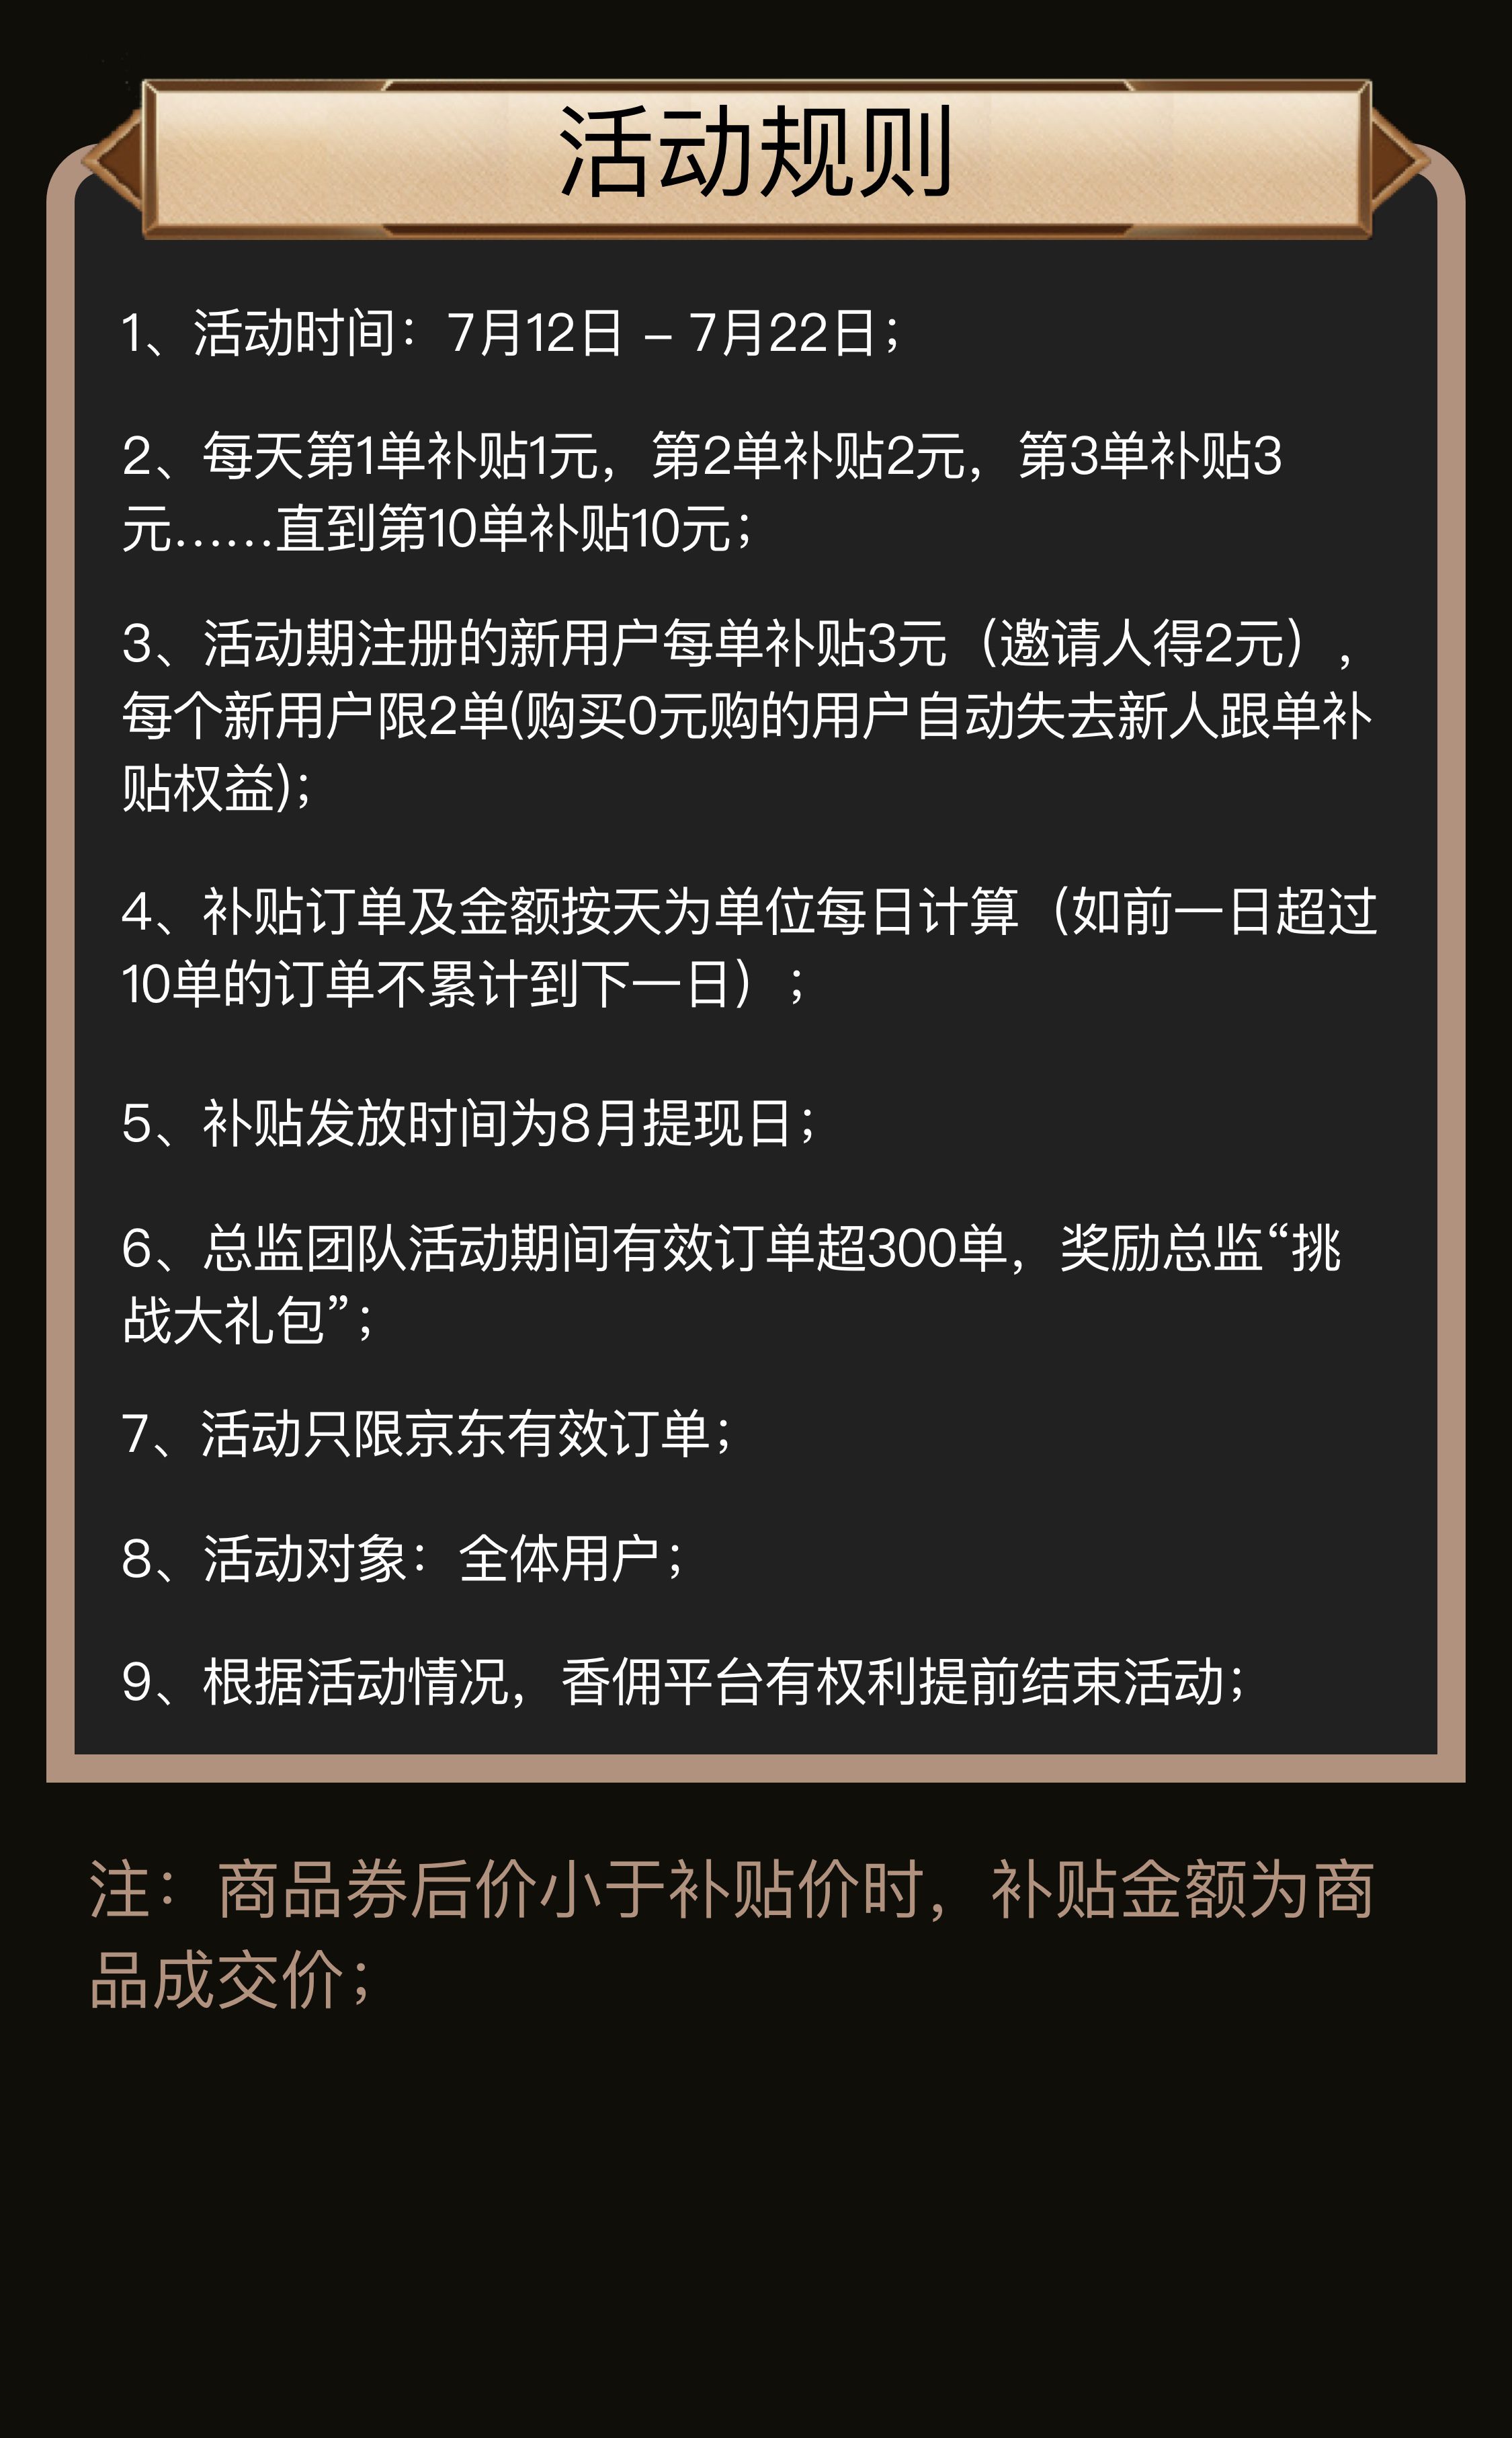 活动规则
1、活动时间：7月12日 – 7月22日；
2、每天第1单补贴1元，第2单补贴2元，第3单补贴3
元……直到第10单补贴10元；
3、活动期注册的新用户每单补贴3元（邀请人得2元），
每个新用户限2单(购买0元购的用户自动失去新人跟单补
贴权益)；
4、补贴订单及金额按天为单位每日计算（如前一日超过
10单的订单不累计到下一日）；
5、补贴发放时间为8月提现日；
6、总监团队活动期间有效订单超300单，奖励总监“挑
战大礼包”；
7、活动只限京东有效订单；
8、活动对象：全体用户；
9、根据活动情况，香佣平台有权利提前结束活动；
注：商品券后价小于补贴价时，补贴金额为商
品成交价；